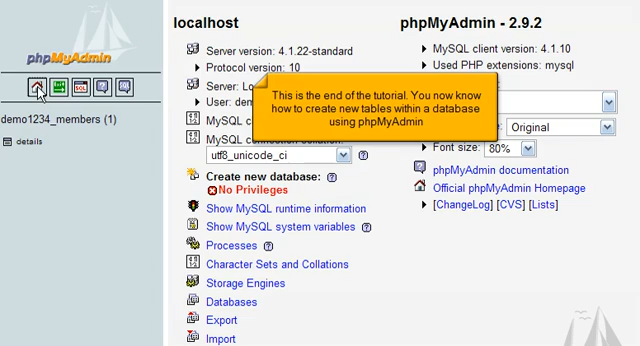 phpMyAdmin
demo1234_members (1)
details
localhost
Server version: 4.1.22-standard
Protocol version: 10
Server:
User:
MySQL
MySQL
utf8_unicode_ci
Create new database:
No Privileges
Show MySQL runtime information
Show MySQL system variables
Processes
Character Sets and Collations
Storage Engines
Databases
Export
Import
phpMyAdmin - 2.9.2
MySQL client version: 4.1.10
Used PHP extensions: mysql
This is the end of the tutorial. You now know
how to create new tables within a database
using phpMyAdmin
Original
Font size: 80%
phpMyAdmin documentation
Official phpMyAdmin Homepage
[ChangeLog] [CVS] [Lists]